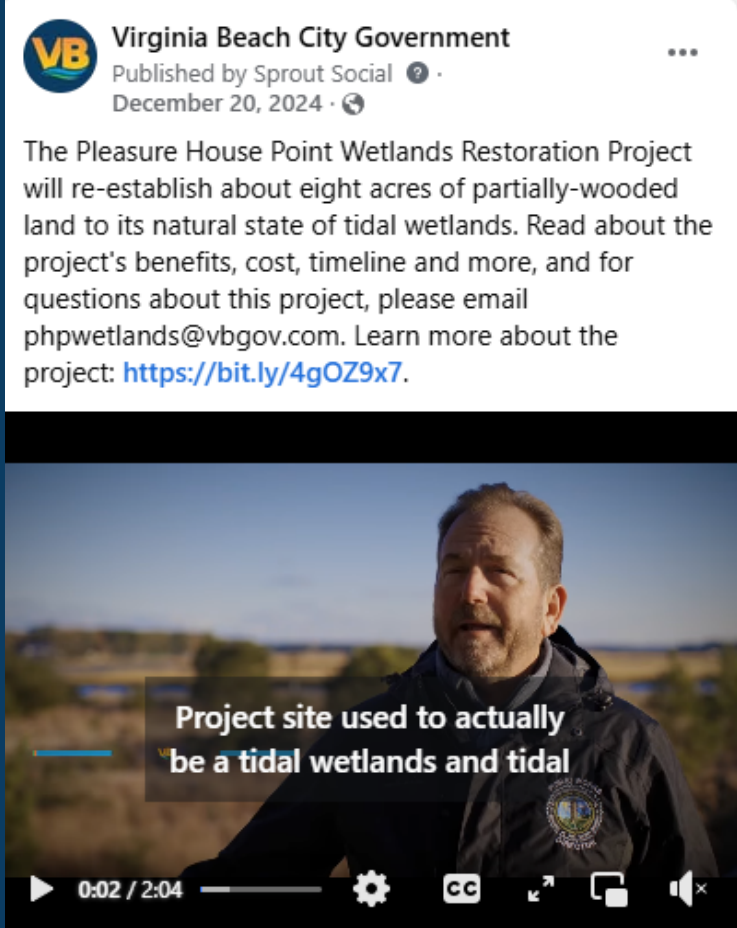 VB
Virginia Beach City Government
Published by Sprout Social ? ·
December 20, 2024 ·
The Pleasure House Point Wetlands Restoration Project
will re-establish about eight acres of partially-wooded
land to its natural state of tidal wetlands. Read about the
project's benefits, cost, timeline and more, and for
questions about this project, please email
phpwetlands@vbgov.com. Learn more about the
project: https://bit.ly/4gOZ9x7.
Project site used to actually
be a tidal wetlands and tidal
0:02 / 2:04
CC